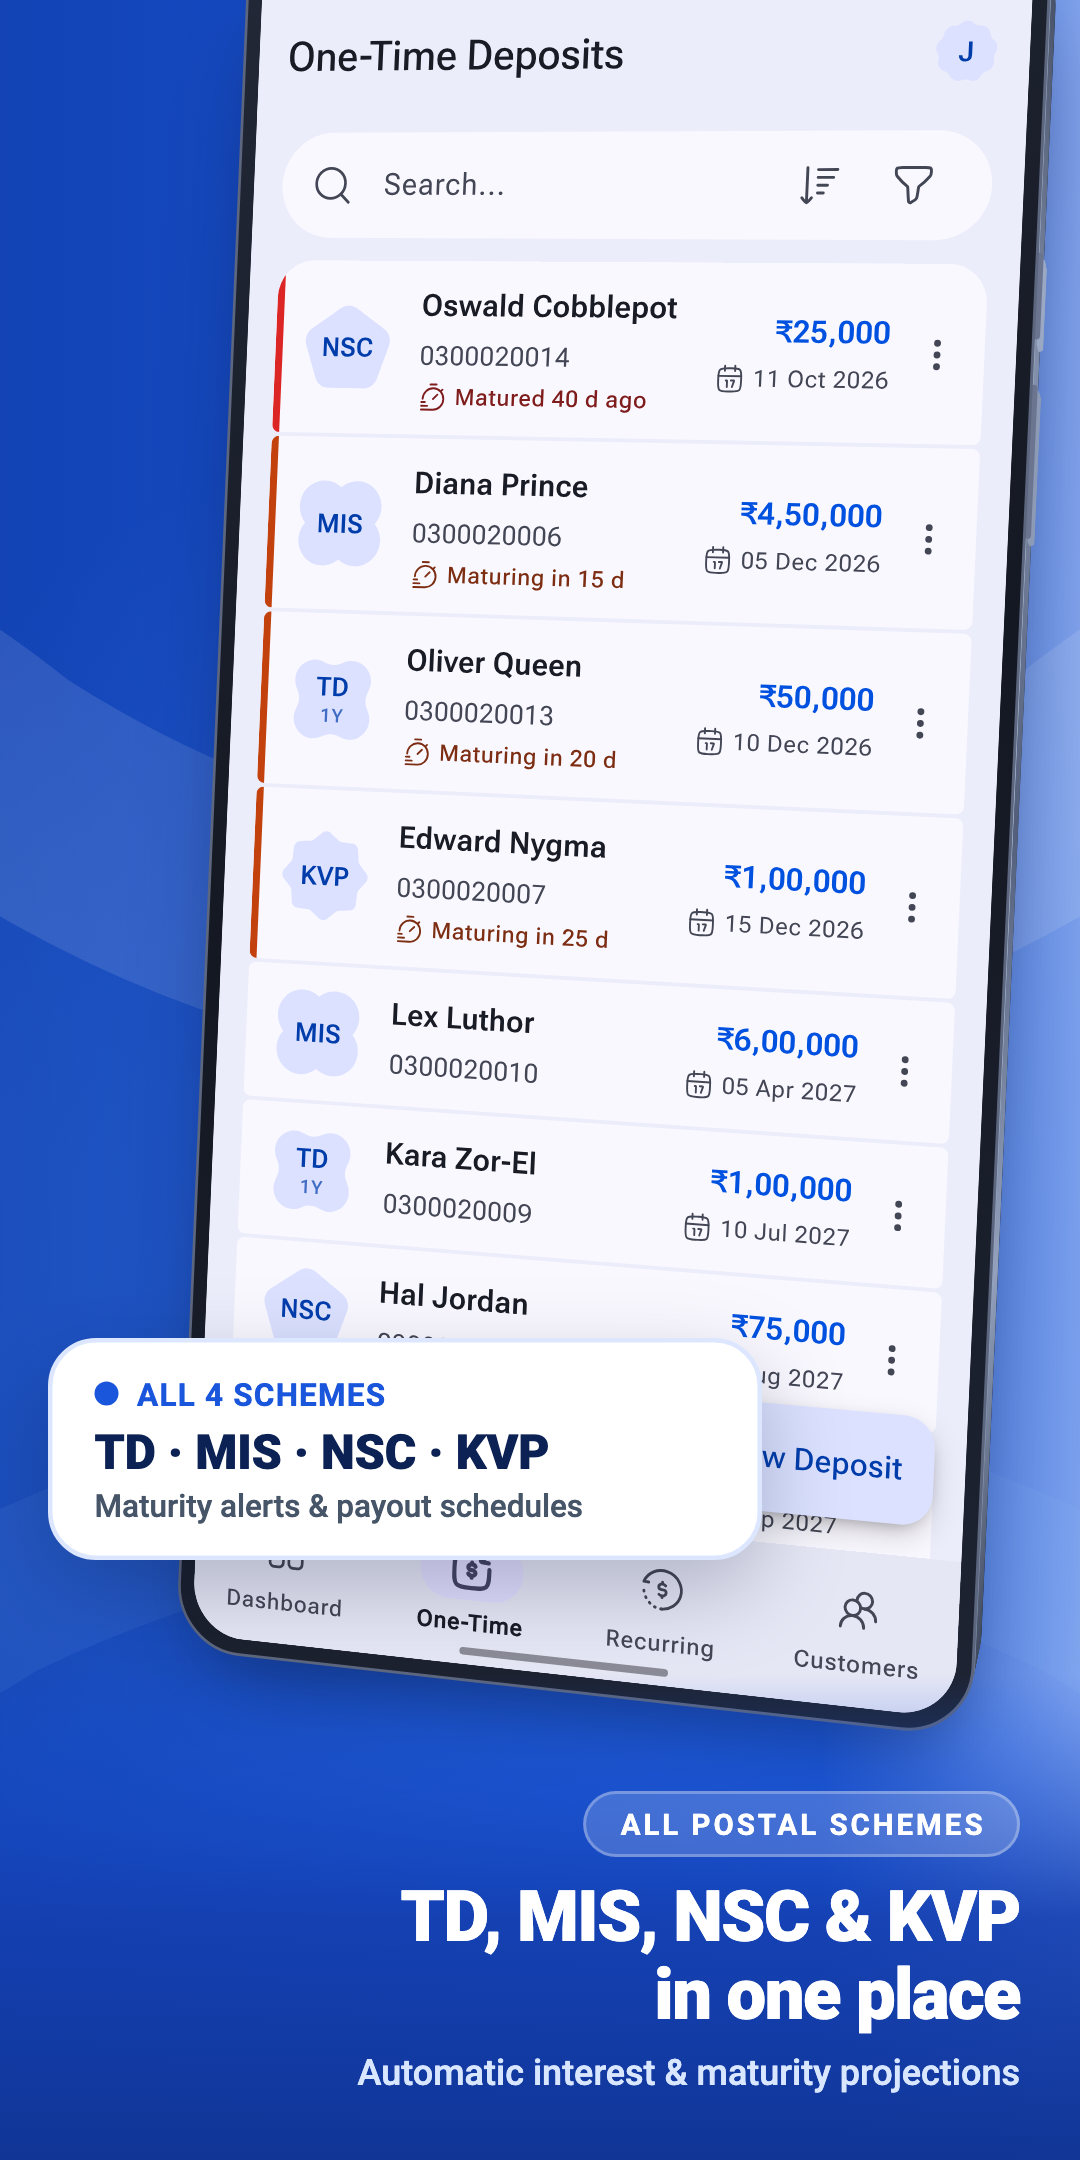 One-Time Deposits
J
Search...
NSC
Oswald Cobblepot
0300020014
Matured 40 d ago
₹25,000
17
11 Oct 2026
MIS
Diana Prince
0300020006
Maturing in 15 d
₹4,50,000
17
05 Dec 2026
TD
1Y
Oliver Queen
0300020013
Maturing in 20 d
₹50,000
17
10 Dec 2026
KVP
Edward Nygma
0300020007
Maturing in 25 d
₹1,00,000
17
15 Dec 2026
MIS
Lex Luthor
0300020010
₹6,00,000
17
05 Apr 2027
TD
1Y
Kara Zor-El
0300020009
₹1,00,000
17
10 Jul 2027
NSC
Hal Jordan
₹75,000
2027
ALL 4 SCHEMES
TD · MIS · NSC · KVP
Maturity alerts & payout schedules
Deposit
2027
Dashboard
$
One-Time
$
Recurring
Customers
ALL POSTAL SCHEMES
TD, MIS, NSC & KVP
in one place
Automatic interest & maturity projections